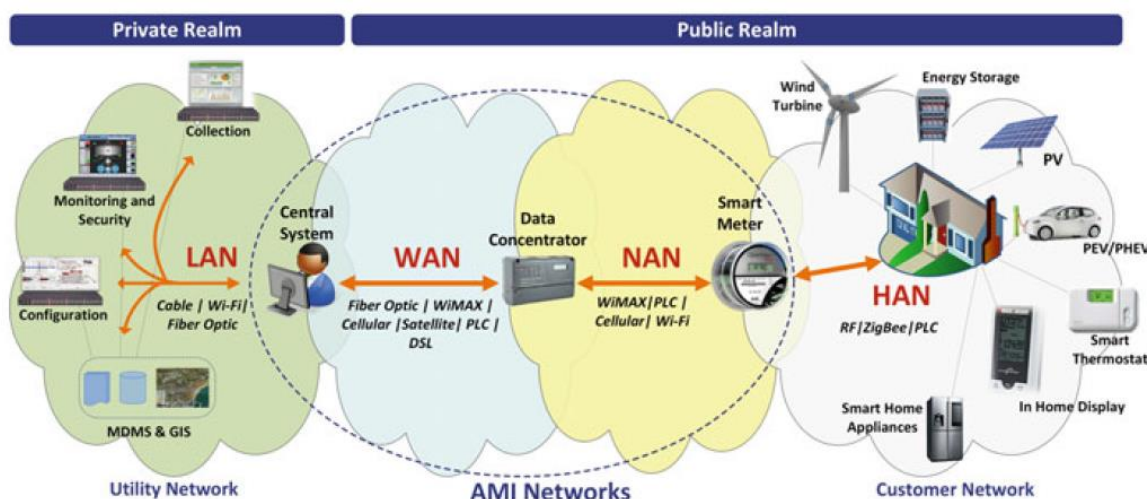 Private Realm
Public Realm
Collection
Monitoring and
Security
Configuration
MDMS & GIS
LAN
Cable | Wi-Fi|
Fiber Optic
Central
System
WAN
Fiber Optic | WiMAX |
Cellular |Satellite| PLC |
DSL
Data
Concentrator
NAN
WiMAX|PLC |
Cellular| Wi-Fi
Smart
Meter
HAN
RF|ZigBee|PLC
Wind
Turbine
Energy Storage
PV
PEV/PHEV
Smart
Thermostat
In Home Display
Smart Home
Appliances
Utility Network
AMI Networks
Customer Network